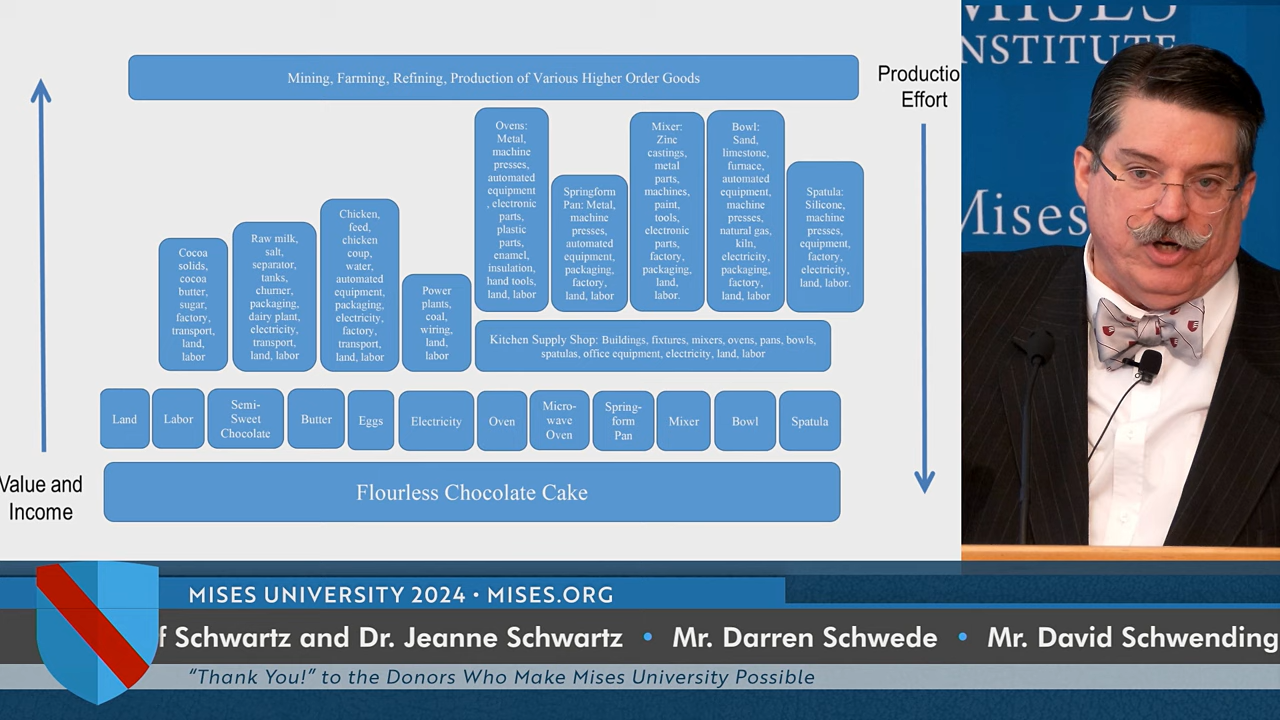 Mining, Farming, Refining, Production of Various Higher Order Goods
Productio
Effort
Ovens:
Metal,
machine
presses,
automated
equipment
, electronic
parts,
plastic
parts,
enamel,
insulation,
hand tools,
land, labor
Springform
Pan: Metal,
machine
presses,
automated
equipment,
packaging,
factory,
land, labor
Mixer:
Zinc
castings,
metal
parts,
machines,
paint,
tools,
electronic
parts,
factory,
packaging,
land,
labor.
Bowl:
Sand,
limestone,
furnace,
automated
equipment,
machine
presses,
natural gas,
kiln,
electricity,
packaging,
factory,
land, labor
Spatula:
Silicone,
machine
presses,
equipment,
factory,
electricity,
land, labor.
Cocoa
solids,
cocoa
butter,
sugar,
factory,
transport,
land,
labor
Raw milk,
salt,
separator,
tanks,
churner,
packaging,
dairy plant,
electricity,
transport,
land, labor
Chicken,
feed,
chicken
coup,
water,
automated
equipment,
packaging,
electricity,
factory,
transport,
land, labor
Power
plants,
coal,
wiring,
land,
labor
Kitchen Supply Shop: Buildings, fixtures, mixers, ovens, pans, bowls,
spatulas, office equipment, electricity, land, labor
Land
Labor
Semi-
Sweet
Chocolate
Butter
Eggs
Electricity
Oven
Micro-
wave
Oven
Spring-
form
Pan
Mixer
Bowl
Spatula
Value and
Income
Flourless Chocolate Cake
MISES
INSTITUTE
Mises
MISES UNIVERSITY 2024 • MISES.ORG
f Schwartz and Dr. Jeanne Schwartz • Mr. Darren Schwede • Mr. David Schwending
“Thank You!” to the Donors Who Make Mises University Possible